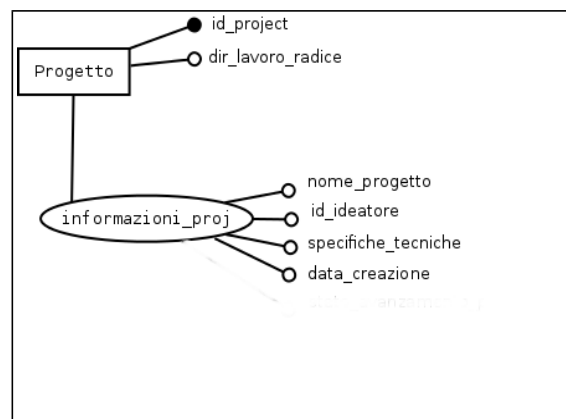 id_project
dir_lavoro_radice
Progetto
nome_progetto
id_ideatore
informazioni_proj
specifiche_tecniche
data_creazione